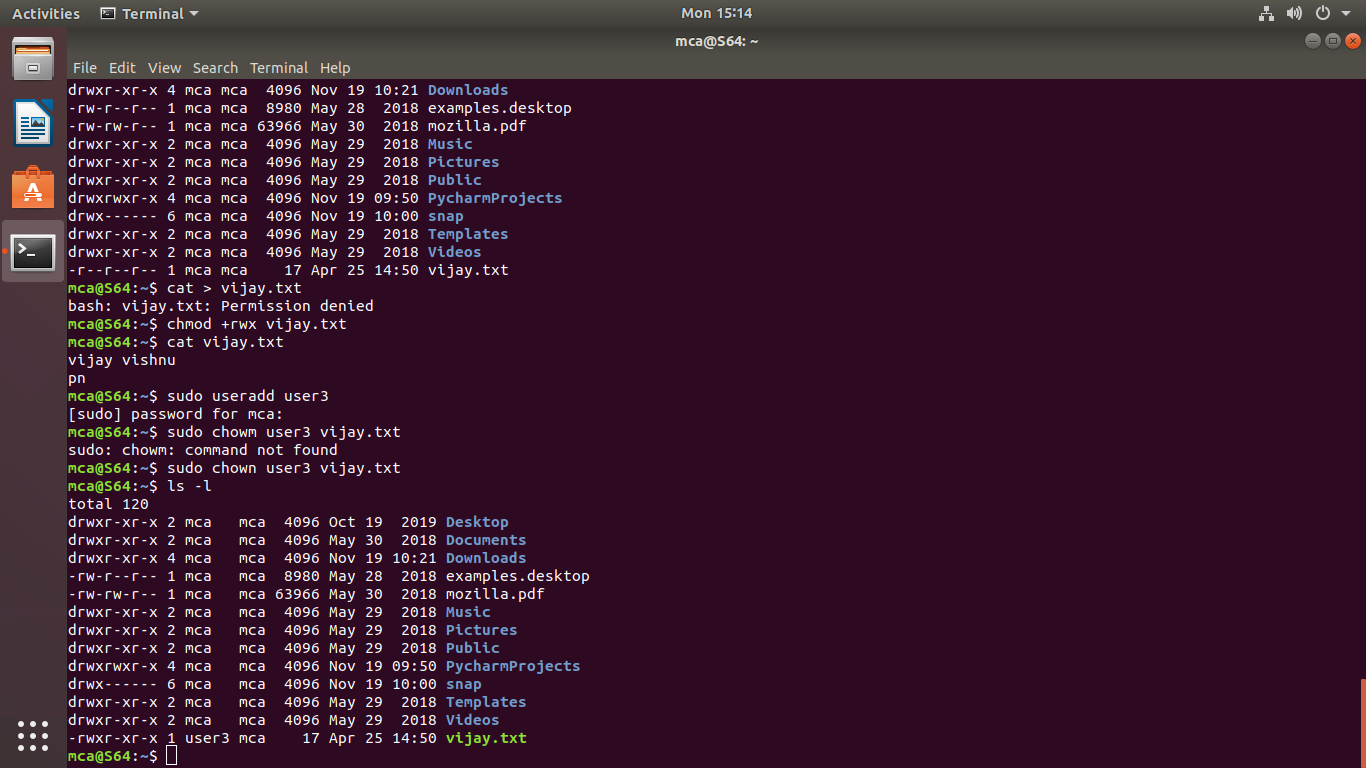 Activities Terminal Mon 15:14
mca@S64: ~
File Edit View Search Terminal Help
drwxr-xr-x 4 mca mca  4096 Nov 19 10:21 Downloads
-rw-r--r-- 1 mca mca  8980 May 28  2018 examples.desktop
-rw-rw-r-- 1 mca mca 63966 May 30  2018 mozilla.pdf
drwxr-xr-x 2 mca mca  4096 May 29  2018 Music
drwxr-xr-x 2 mca mca  4096 May 29  2018 Pictures
drwxr-xr-x 2 mca mca  4096 May 29  2018 Public
drwxrwxr-x 4 mca mca  4096 Nov 19 09:50 PycharmProjects
drwx------ 6 mca mca  4096 Nov 19 10:00 snap
drwxr-xr-x 2 mca mca  4096 May 29  2018 Templates
drwxr-xr-x 2 mca mca  4096 May 29  2018 Videos
-r--r--r-- 1 mca mca    17 Apr 25 14:50 vijay.txt
mca@S64:~$ cat > vijay.txt
bash: vijay.txt: Permission denied
mca@S64:~$ chmod +rwx vijay.txt
mca@S64:~$ cat vijay.txt
vijay vishnu
pn
mca@S64:~$ sudo useradd user3
[sudo] password for mca:
mca@S64:~$ sudo chowm user3 vijay.txt
sudo: chowm: command not found
mca@S64:~$ sudo chown user3 vijay.txt
mca@S64:~$ ls -l
total 120
drwxr-xr-x 2 mca   mca  4096 Oct 19  2019 Desktop
drwxr-xr-x 2 mca   mca  4096 May 30  2018 Documents
drwxr-xr-x 4 mca   mca  4096 Nov 19 10:21 Downloads
-rw-r--r-- 1 mca   mca  8980 May 28  2018 examples.desktop
-rw-rw-r-- 1 mca   mca 63966 May 30  2018 mozilla.pdf
drwxr-xr-x 2 mca   mca  4096 May 29  2018 Music
drwxr-xr-x 2 mca   mca  4096 May 29  2018 Pictures
drwxr-xr-x 2 mca   mca  4096 May 29  2018 Public
drwxrwxr-x 4 mca   mca  4096 Nov 19 09:50 PycharmProjects
drwx------ 6 mca   mca  4096 Nov 19 10:00 snap
drwxr-xr-x 2 mca   mca  4096 May 29  2018 Templates
drwxr-xr-x 2 mca   mca  4096 May 29  2018 Videos
-rwxr-xr-x 1 user3 mca    17 Apr 25 14:50 vijay.txt
mca@S64:~$